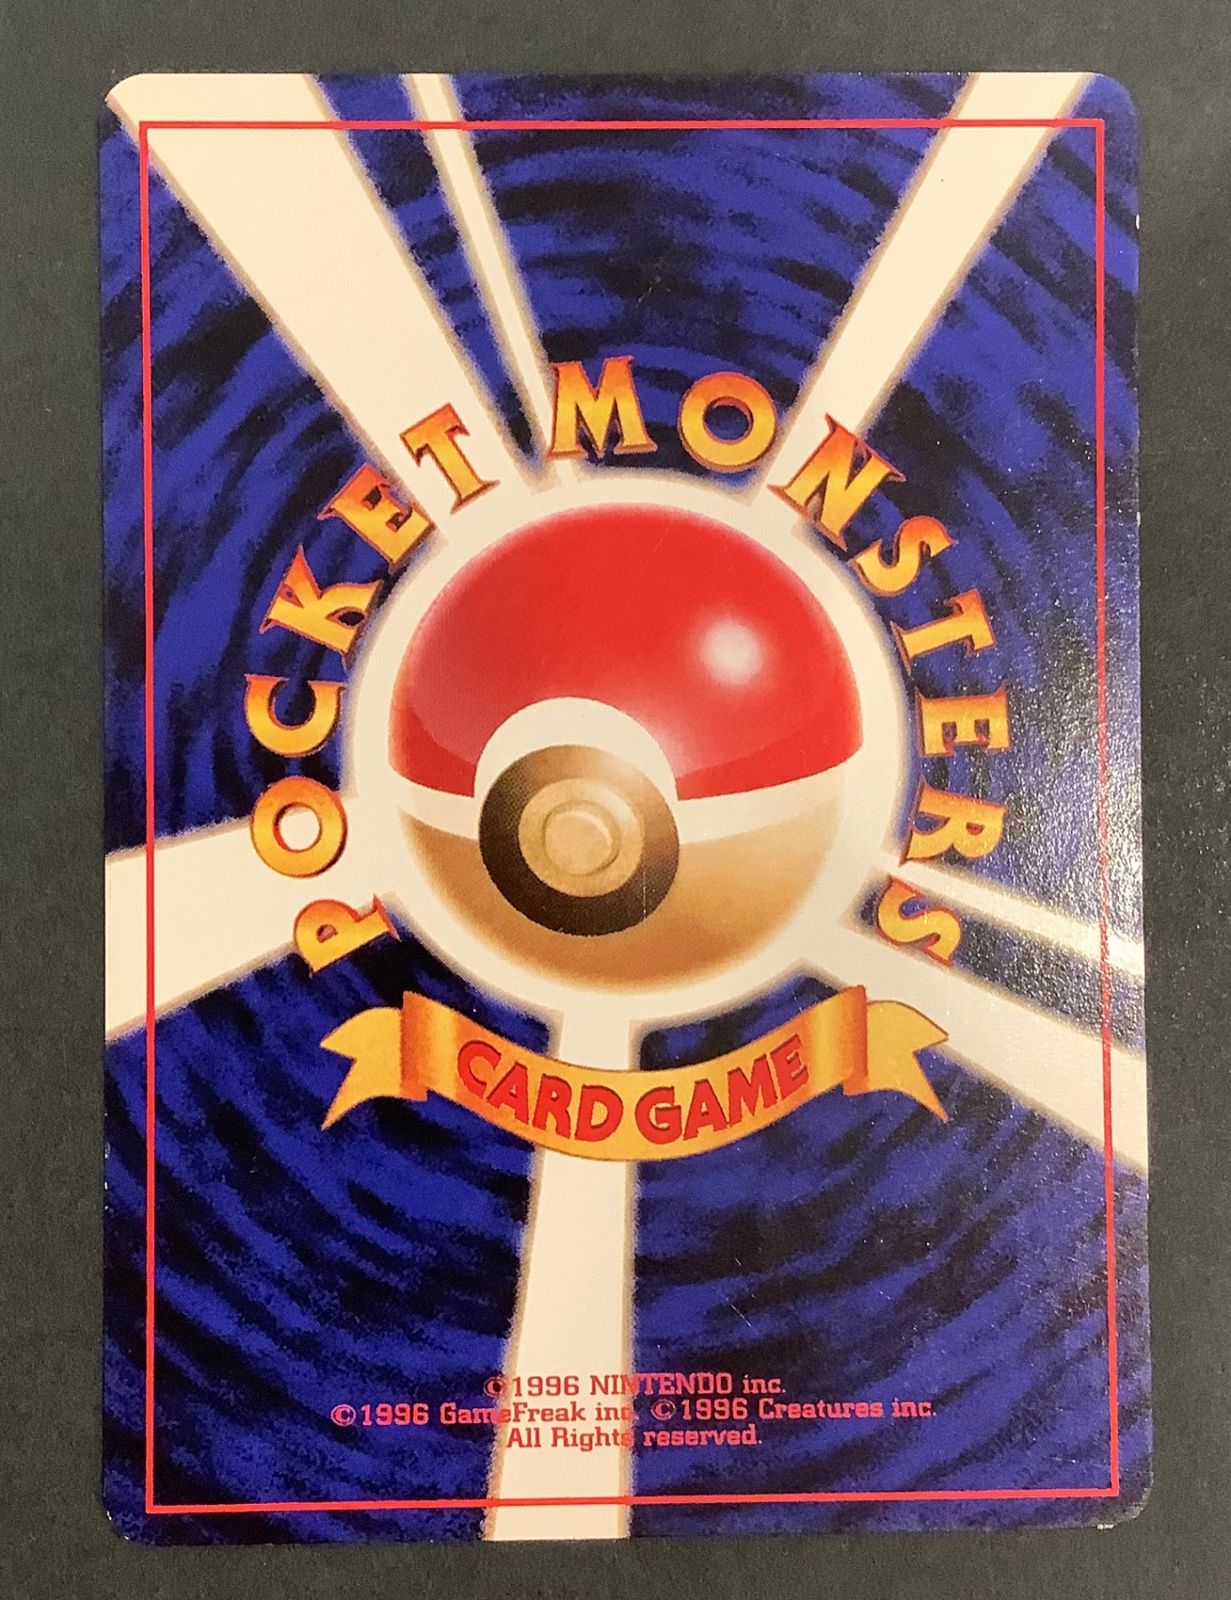 POCKET MONSTERS
CARD GAME
©1996 NINTENDO inc.
©1996 GameFreak inc. ©1996 Creatures inc.
All Rights reserved.